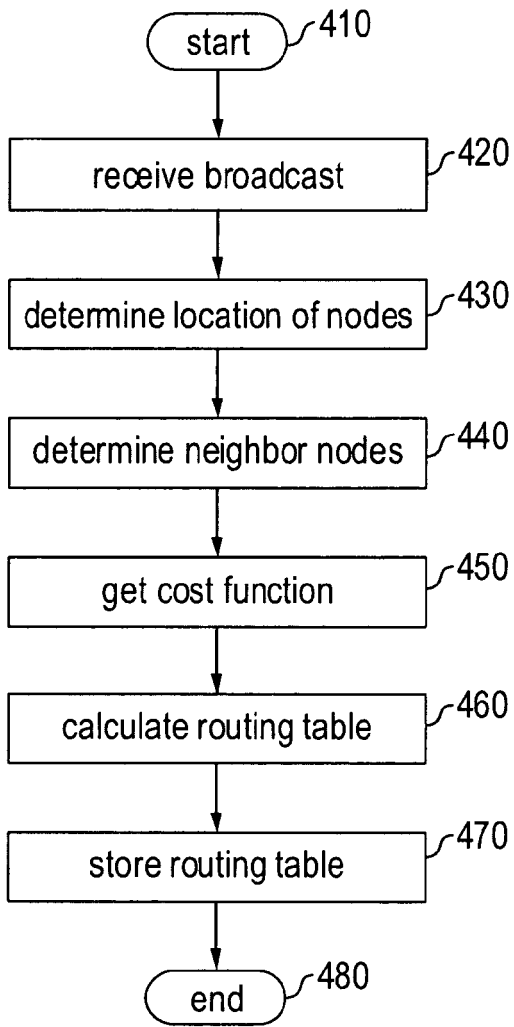 start
410
receive broadcast
420
determine location of nodes
430
determine neighbor nodes
440
get cost function
450
calculate routing table
460
store routing table
470
end
480